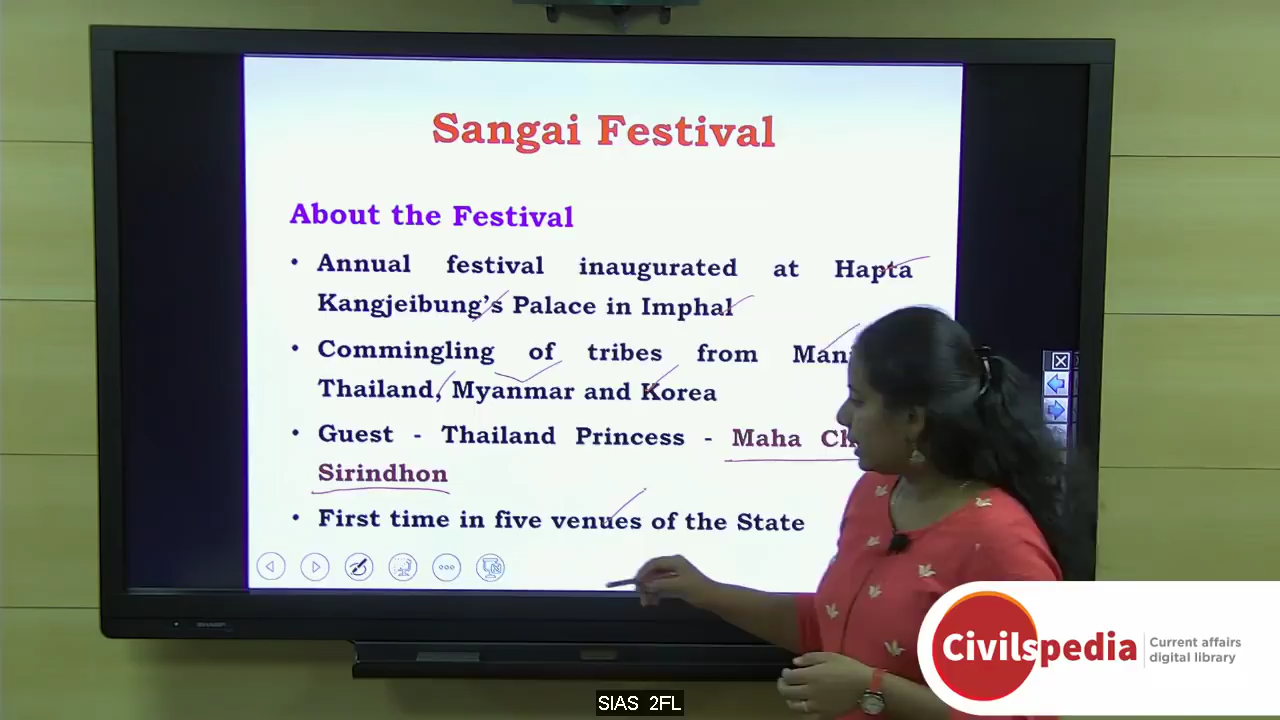 Sangai Festival
About the Festival
• Annual festival inaugurated at Hapta
Kangjeibung's Palace in Imphal
• Commingling of tribes from
Thailand, Myanmar and Korea
• Guest - Thailand Princess - Maha
Sirindhon
• First time in five venues of the State
SHARP
Civilspedia
Current affairs
digital library
SIAS 2FL